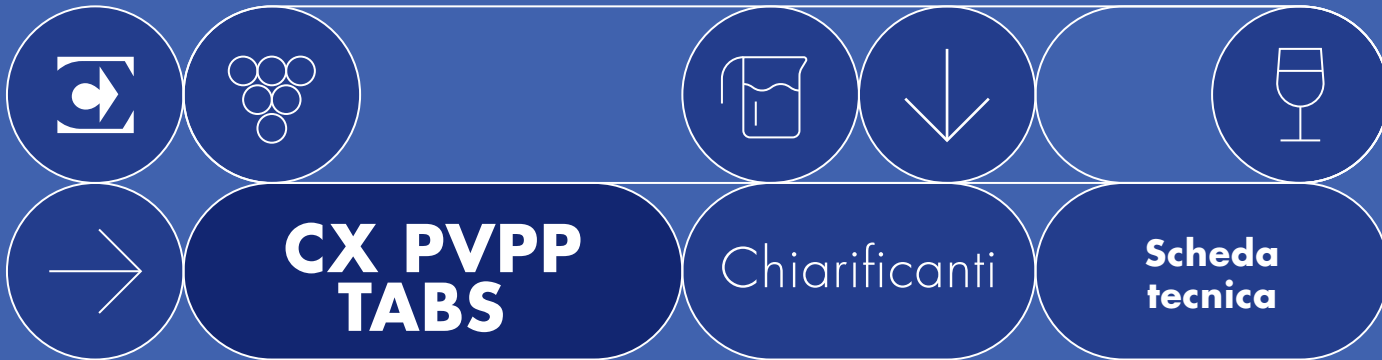 CX PVPP
TABS
Chiarificanti
Scheda
tecnica